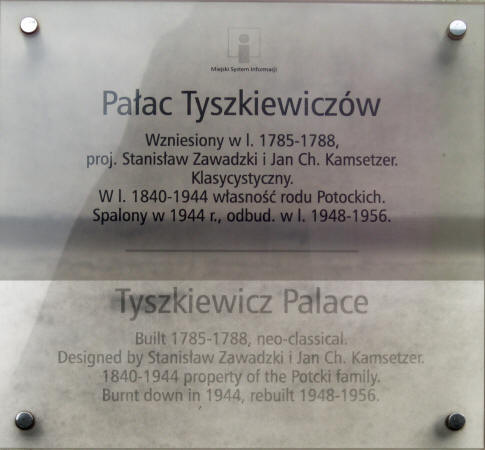 Miejski System Informacji
Pałac Tyszkiewiczów
Wzniesiony w l. 1785-1788,
proj. Stanisław Zawadzki i Jan Ch. Kamsetzer.
Klasycystyczny.
W l. 1840-1944 własność rodu Potockich.
Spalony w 1944 r., odbud. w l. 1948-1956.
Tyszkiewicz Palace
Built 1785-1788, neo-classical.
Designed by Stanisław Zawadzki i Jan Ch. Kamsetzer.
1840-1944 property of the Potcki family.
Burnt down in 1944, rebuilt 1948-1956.